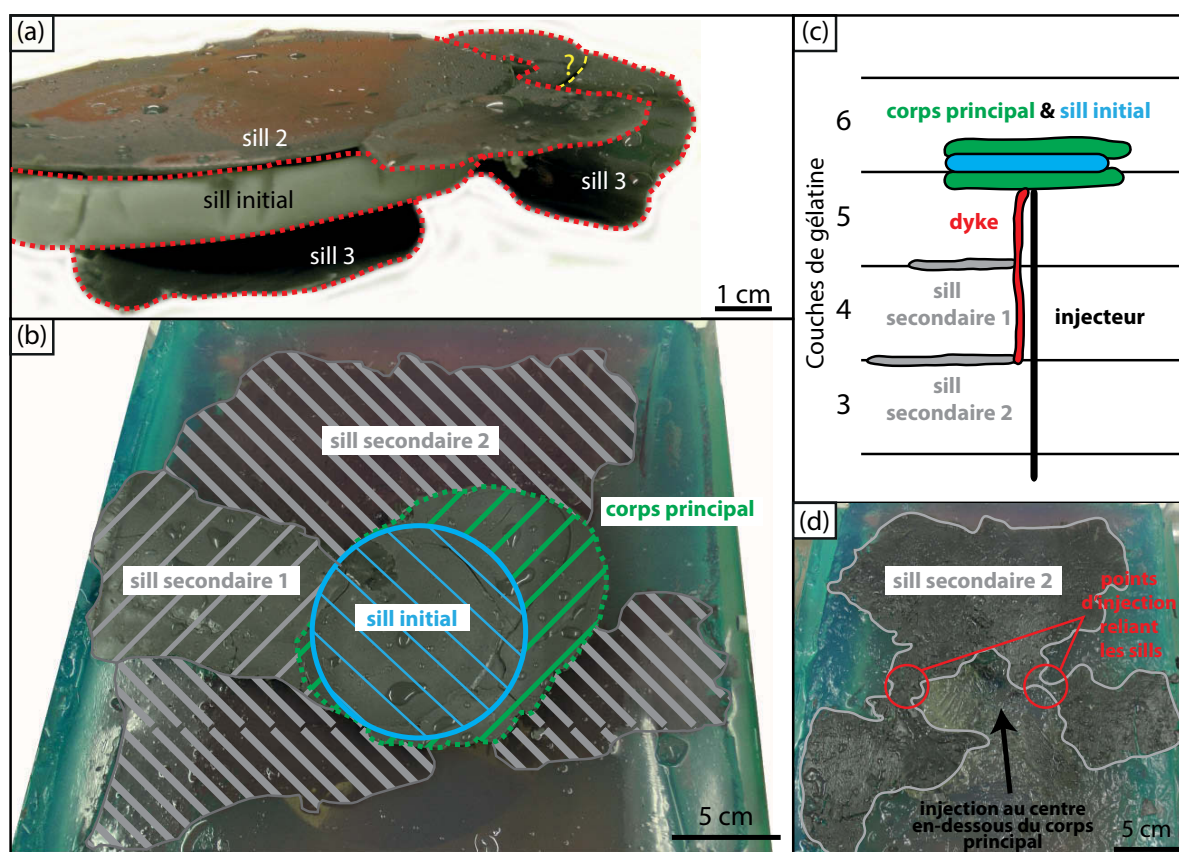 (a)
?
sill 2
sill initial
sill 3
sill 3
1 cm
(b)
sill secondaire 2
corps principal
sill secondaire 1
sill initial
5 cm
(c)
Couches de gélatine
6
corps principal & sill initial
5
dyke
4
sill
secondaire 1
injecteur
3
sill
secondaire 2
(d)
sill secondaire 2
points
d'injection
reliant
les sills
injection au centre
en-dessous du corps
principal
5 cm